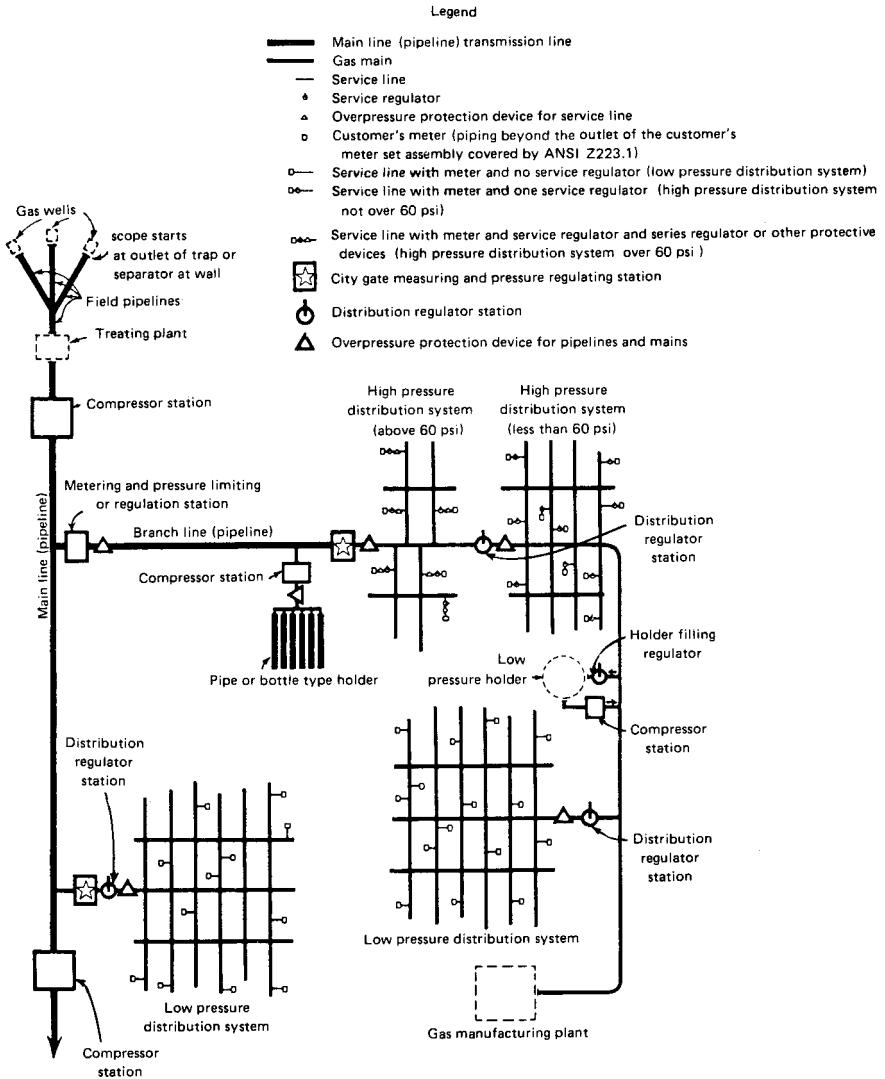 Legend
Main line (pipeline) transmission line
Gas main
Service line
Service regulator
Overpressure protection device for service line
Customer's meter (piping beyond the outlet of the customer's
meter set assembly covered by ANSI Z223.1)
Service line with meter and no service regulator (low pressure distribution system)
Service line with meter and one service regulator (high pressure distribution system
not over 60 psi)
Service line with meter and service regulator and series regulator or other protective
devices (high pressure distribution system over 60 psi)
City gate measuring and pressure regulating station
Distribution regulator station
Overpressure protection device for pipelines and mains
Gas wells
scope starts
at outlet of trap or
separator at wall
Field pipelines
Treating plant
Compressor station
High pressure
distribution system
(above 60 psi)
High pressure
distribution system
(less than 60 psi)
Metering and pressure limiting
or regulation station
Main line (pipeline)
Branch line (pipeline)
Distribution
regulator
station
Compressor station
Pipe or bottle type holder
Holder filling
regulator
Low
pressure holder
Compressor
station
Distribution
regulator
station
Distribution
regulator
station
Low pressure distribution system
Low pressure
distribution system
Gas manufacturing plant
Compressor
station